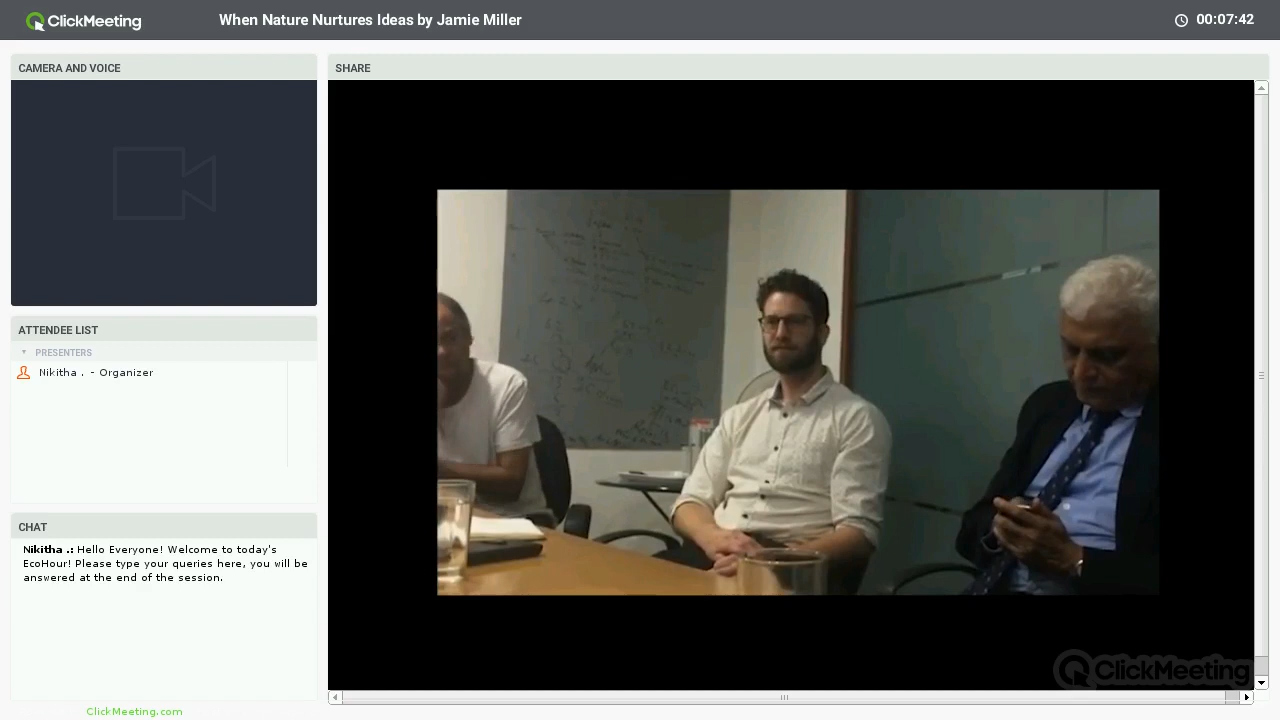 ClickMeeting
When Nature Nurtures Ideas by Jamie Miller
00:07:42
CAMERA AND VOICE
SHARE
ATTENDEE LIST
PRESENTERS
Nikitha . - Organizer
CHAT
Nikitha .: Hello Everyone! Welcome to today's
EcoHour! Please type your queries here, you will be
answered at the end of the session.
ClickMeeting
ClickMeeting.com